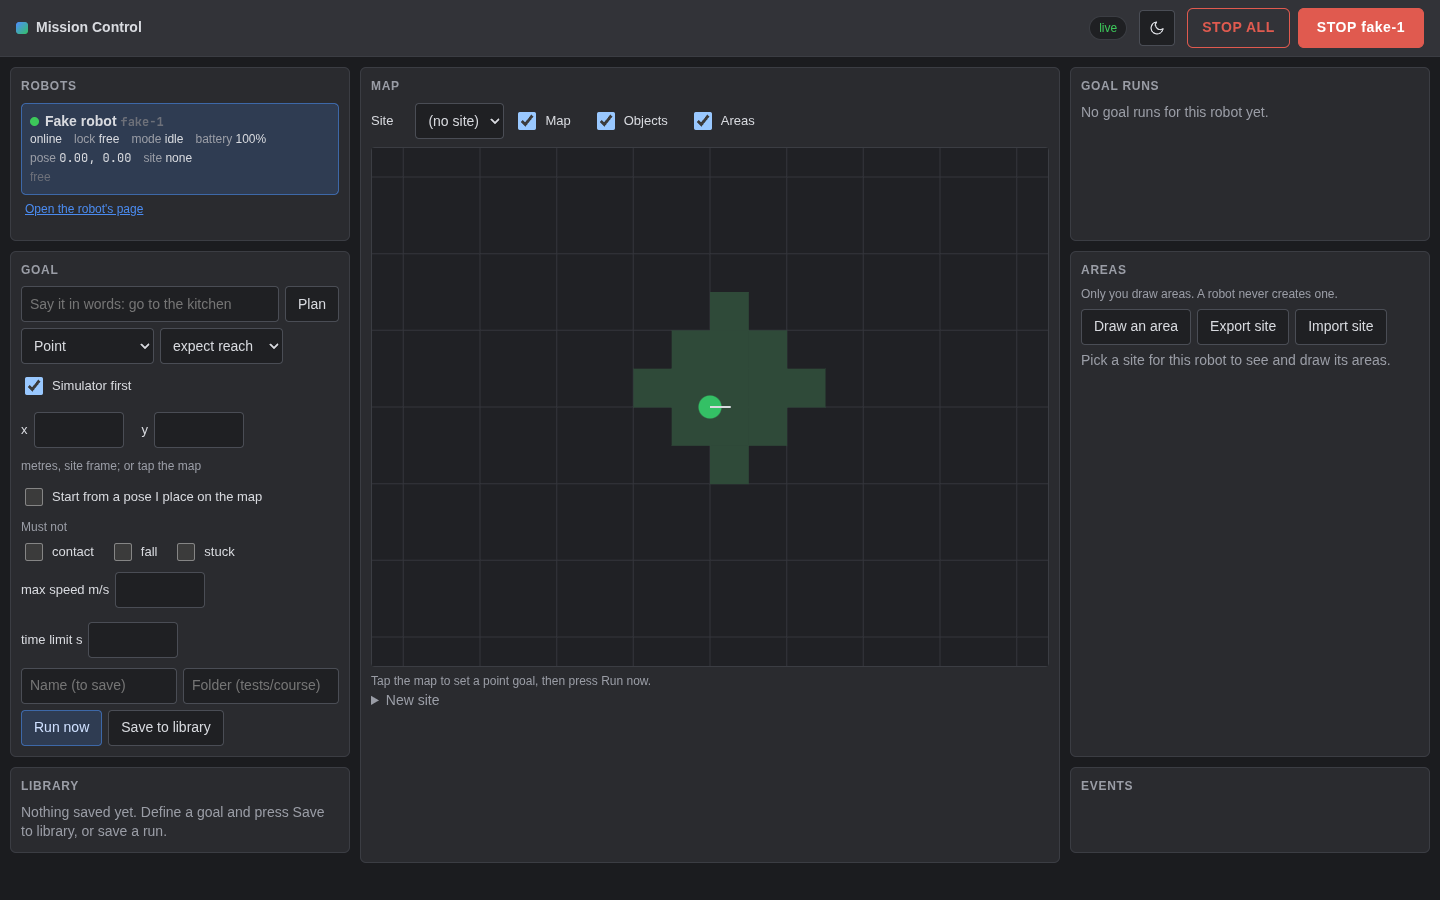 Mission Control
live
STOP ALL
STOP fake-1
ROBOTS
Fake robot fake-1
online lock free mode idle battery 100%
pose 0.00, 0.00 site none
free
Open the robot's page
GOAL
Say it in words: go to the kitchen
Plan
Point
expect reach
Simulator first
x
y
metres, site frame; or tap the map
Start from a pose I place on the map
Must not
contact
fall
stuck
max speed m/s
time limit s
Name (to save)
Folder (tests/course)
Run now
Save to library
LIBRARY
Nothing saved yet. Define a goal and press Save
to library, or save a run.
MAP
Site
(no site)
Map
Objects
Areas
Tap the map to set a point goal, then press Run now.
New site
GOAL RUNS
No goal runs for this robot yet.
AREAS
Only you draw areas. A robot never creates one.
Draw an area
Export site
Import site
Pick a site for this robot to see and draw its areas.
EVENTS